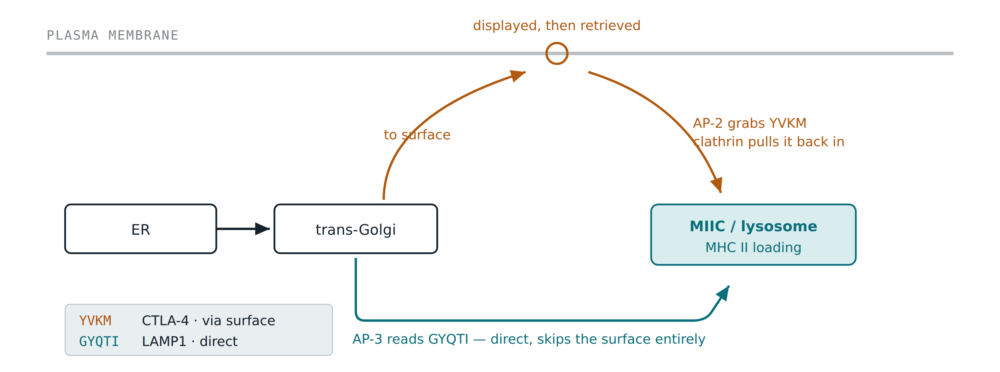 displayed, then retrieved
PLASMA MEMBRANE
to surface
AP-2 grabs YVKM
clathrin pulls it back in
ER
trans-Golgi
MIIC / lysosome
MHC II loading
YVKM CTLA-4 · via surface
GYQTI LAMP1 · direct
AP-3 reads GYQTI — direct, skips the surface entirely